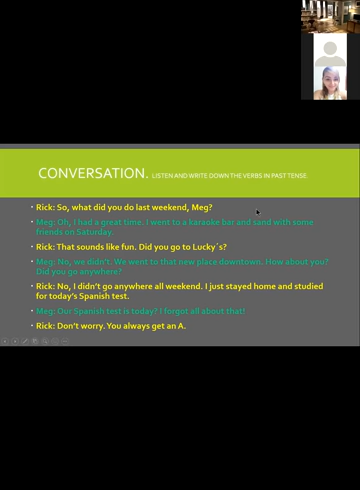 CONVERSATION. LISTEN AND WRITE DOWN THE VERBS IN PAST TENSE
• Rick: So, what did you do last weekend, Meg?
• Meg: Oh, I had a great time. I went to a karaoke bar and sand with some
friends on Saturday.
• Rick: That sounds like fun. Did you go to Lucky´s?
• Meg: No, we didn't. We went to that new place downtown. How about you?
Did you go anywhere?
• Rick: No, I didn't go anywhere all weekend. I just stayed home and studied
for today's Spanish test.
• Meg: Our Spanish test is today? I forgot all about that!
• Rick: Don't worry. You always get an A.